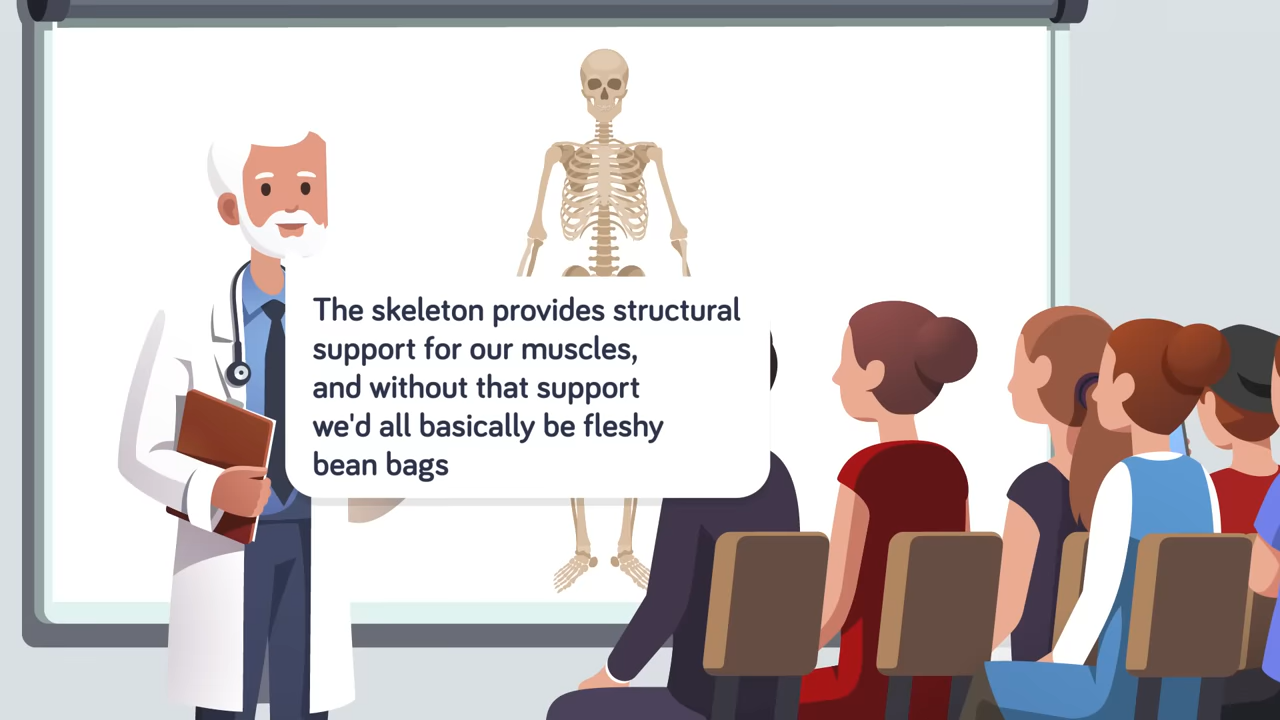 The skeleton provides structural
support for our muscles,
and without that support
we'd all basically be fleshy
bean bags